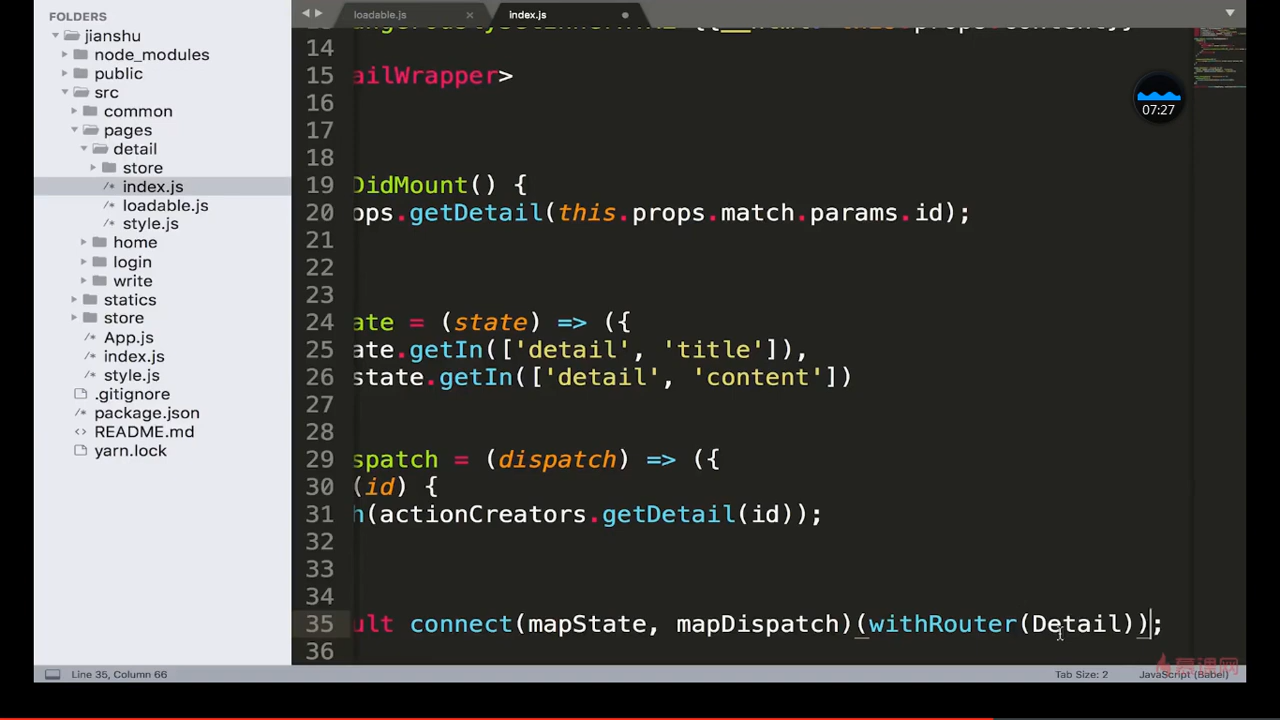 FOLDERS
jianshu
node_modules
public
src
common
pages
detail
store
index.js
loadable.js
style.js
home
login
write
statics
store
App.js
index.js
style.js
.gitignore
package.json
README.md
yarn.lock
loadable.js
index.js
14
15 ailWrapper>
16
17
18
19 DidMount() {
20 ops.getDetail(this.props.match.params.id);
21
22
23
24 ate = (state) => ({
25 ate.getIn(['detail', 'title']),
26 state.getIn(['detail', 'content'])
27
28
29 spatch = (dispatch) => ({
30 (id) {
31 h(actionCreators.getDetail(id));
32
33
34
35 ult connect(mapState, mapDispatch)(withRouter(Detail));
36
07:27
Line 35, Column 66
Tab Size: 2
JavaScript (Babel)
慕课网